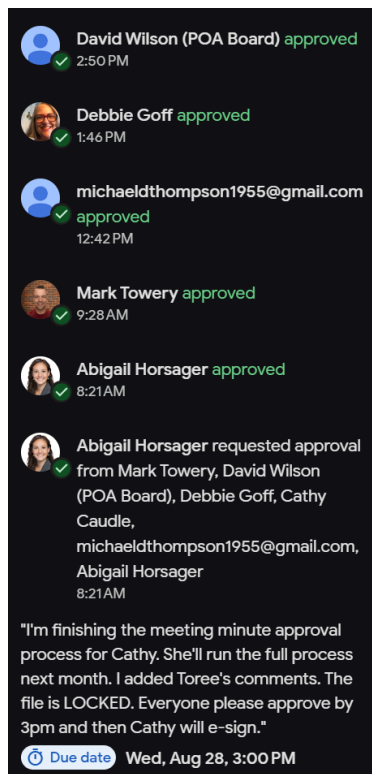 David Wilson (POA Board) approved
2:50 PM
Debbie Goff approved
1:46 PM
michaeldthompson1955@gmail.com
approved
12:42 PM
Mark Towery approved
9:28 AM
Abigail Horsager approved
8:21 AM
Abigail Horsager requested approval
from Mark Towery, David Wilson
(POA Board), Debbie Goff, Cathy
Caudle,
michaeldthompson1955@gmail.com,
Abigail Horsager
8:21 AM
"I'm finishing the meeting minute approval
process for Cathy. She'll run the full process
next month. I added Toree's comments. The
file is LOCKED. Everyone please approve by
3pm and then Cathy will e-sign."
Due date Wed, Aug 28, 3:00 PM